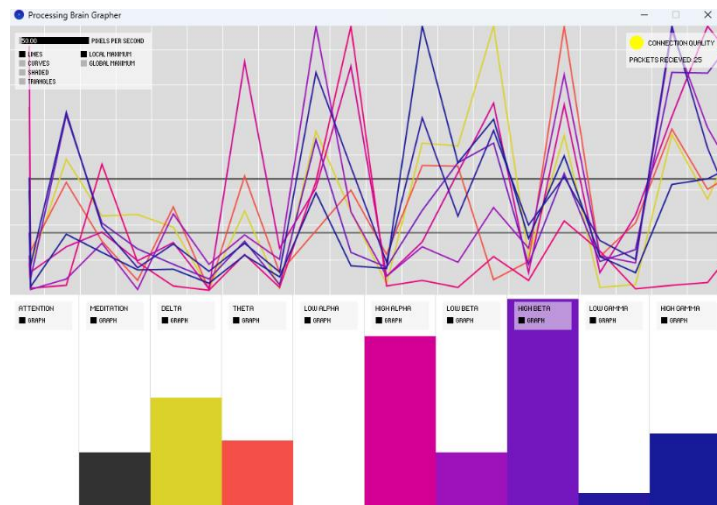 Processing Brain Grapher
50.00 PIXELS PER SECOND
LINES LOCAL MAXIMUM
CURVES GLOBAL MAXIMUM
SHADED
TRIANGLES
CONNECTION QUALITY
PACKETS RECIEVED: 25
ATTENTION MEDITATION DELTA THETA LOW ALPHA HIGH ALPHA LOW BETA HIGH BETA LOW GAMMA HIGH GAMMA
GRAPH GRAPH GRAPH GRAPH GRAPH GRAPH GRAPH GRAPH GRAPH GRAPH